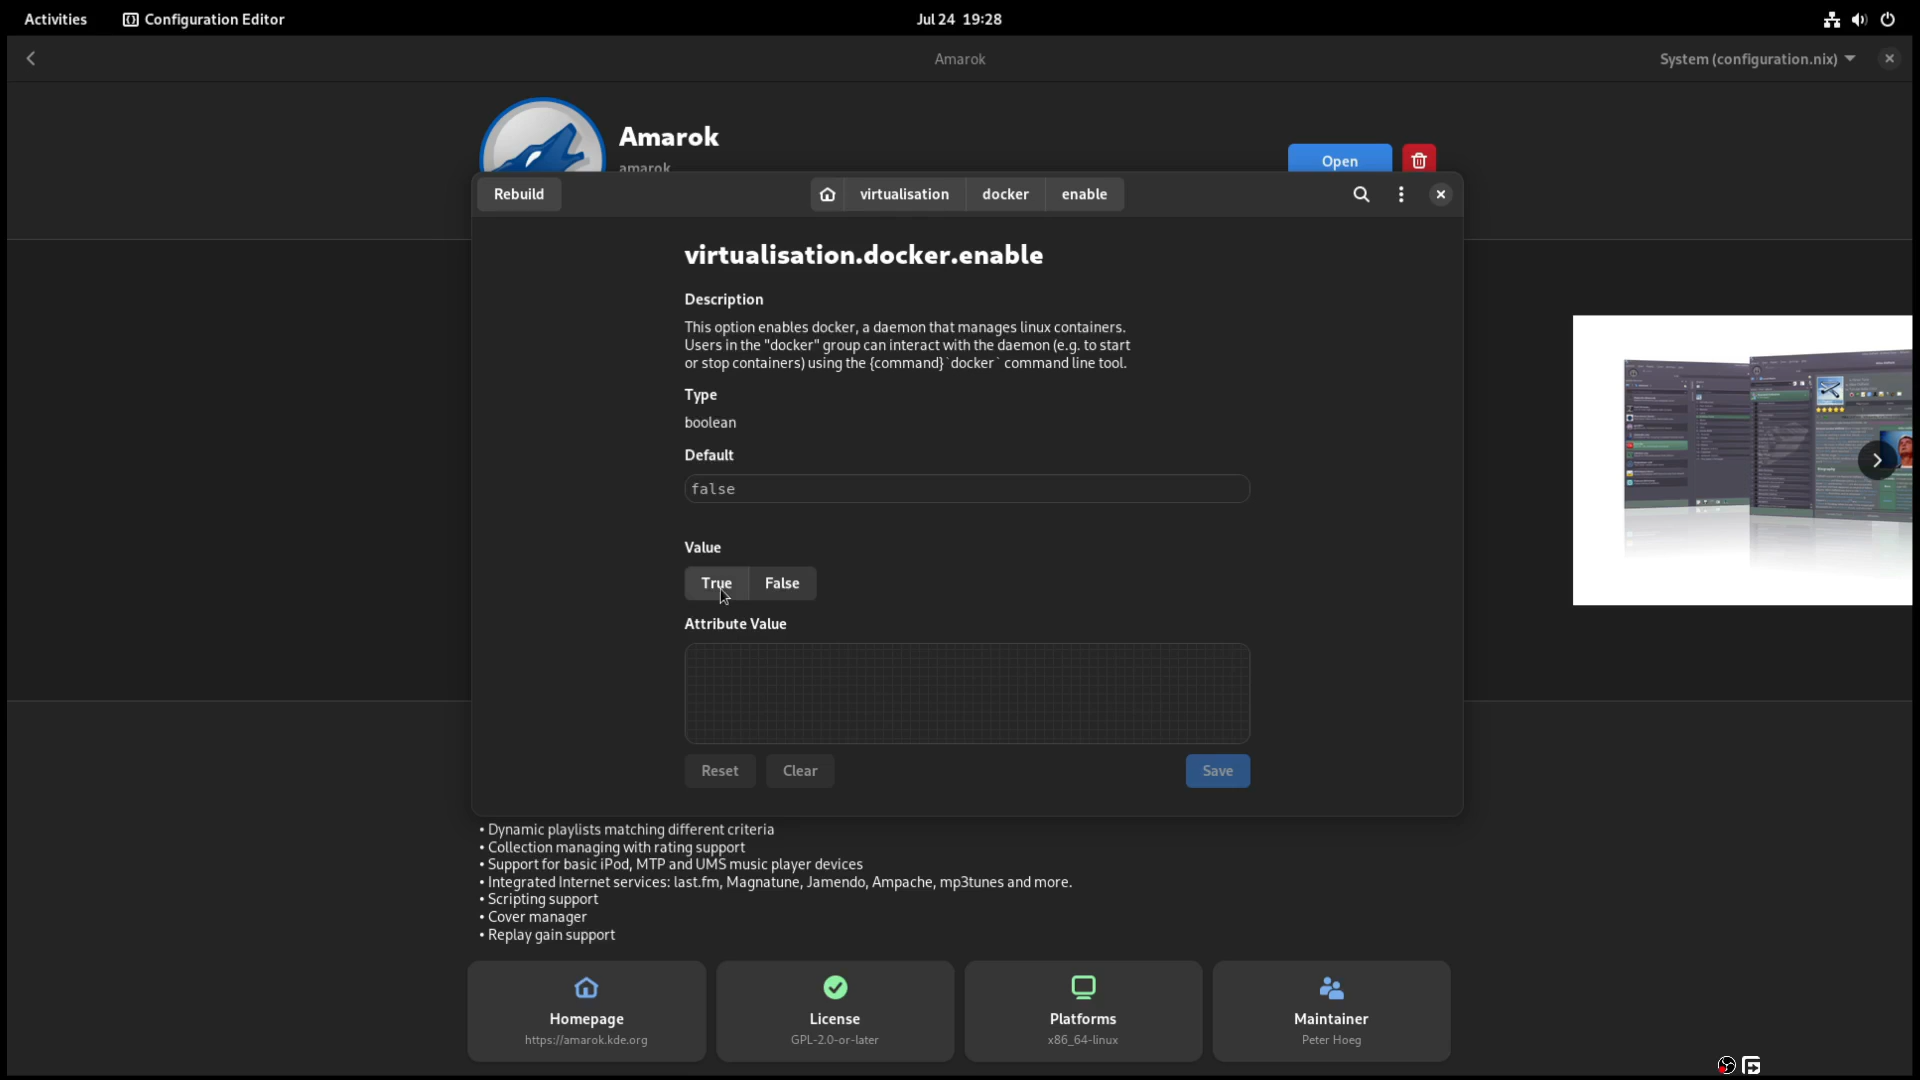 Activities
Configuration Editor
Jul 24 19:28
Amarok
System (configuration.nix)
Amarok
amarok
Open
Rebuild
virtualisation
docker
enable
virtualisation.docker.enable
Description
This option enables docker, a daemon that manages linux containers.
Users in the "docker" group can interact with the daemon (e.g. to start
or stop containers) using the {command}`docker` command line tool.
Type
boolean
Default
false
Value
True
False
Attribute Value
Reset
Clear
Save
• Dynamic playlists matching different criteria
• Collection managing with rating support
• Support for basic iPod, MTP and UMS music player devices
• Integrated Internet services: last.fm, Magnatune, Jamendo, Ampache, mp3tunes and more.
• Scripting support
• Cover manager
• Replay gain support
Homepage
https://amarok.kde.org
License
GPL-2.0-or-later
Platforms
x86_64-linux
Maintainer
Peter Hoeg